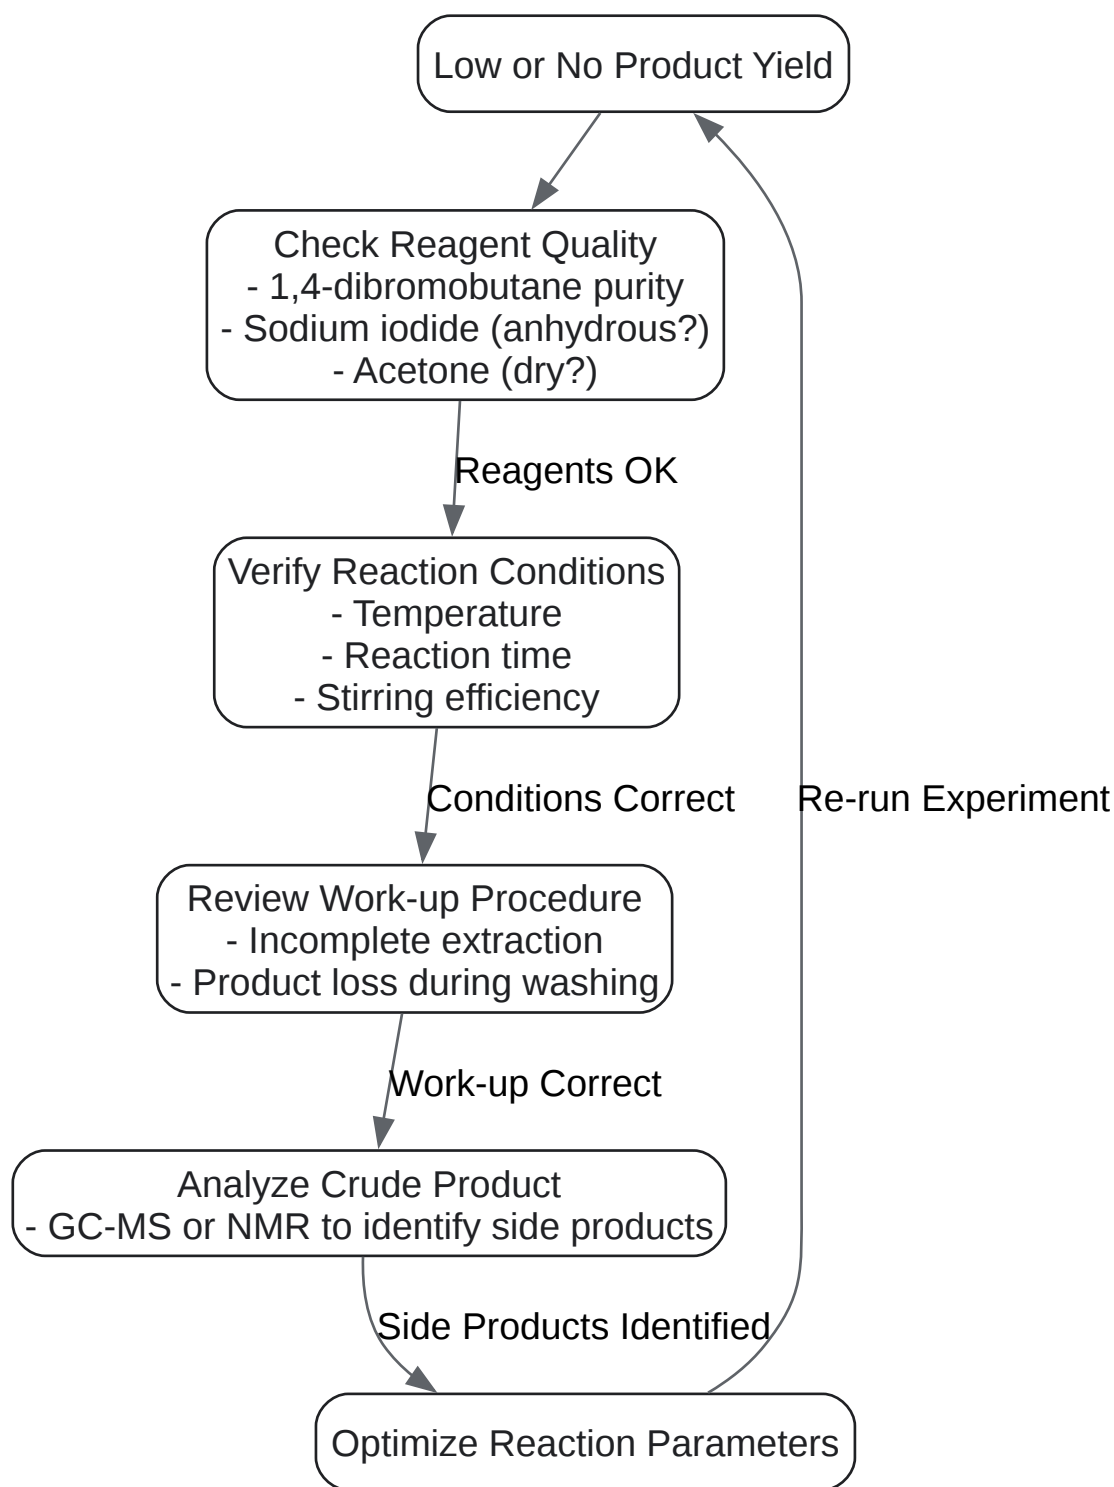 Low or No Product Yield
Check Reagent Quality
- 1,4-dibromobutane purity
- Sodium iodide (anhydrous?)
- Acetone (dry?)
Reagents OK
Verify Reaction Conditions
- Temperature
- Reaction time
- Stirring efficiency
Conditions Correct
Re-run Experiment
Review Work-up Procedure
- Incomplete extraction
- Product loss during washing
Work-up Correct
Analyze Crude Product
- GC-MS or NMR to identify side products
Side Products Identified
Optimize Reaction Parameters